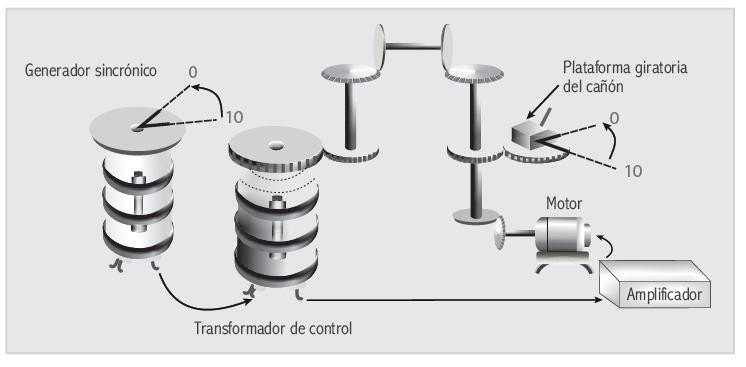 Generador sincrónico
0
10
Plataforma giratoria
del cañón
0
10
Motor
Amplificador
Transformador de control